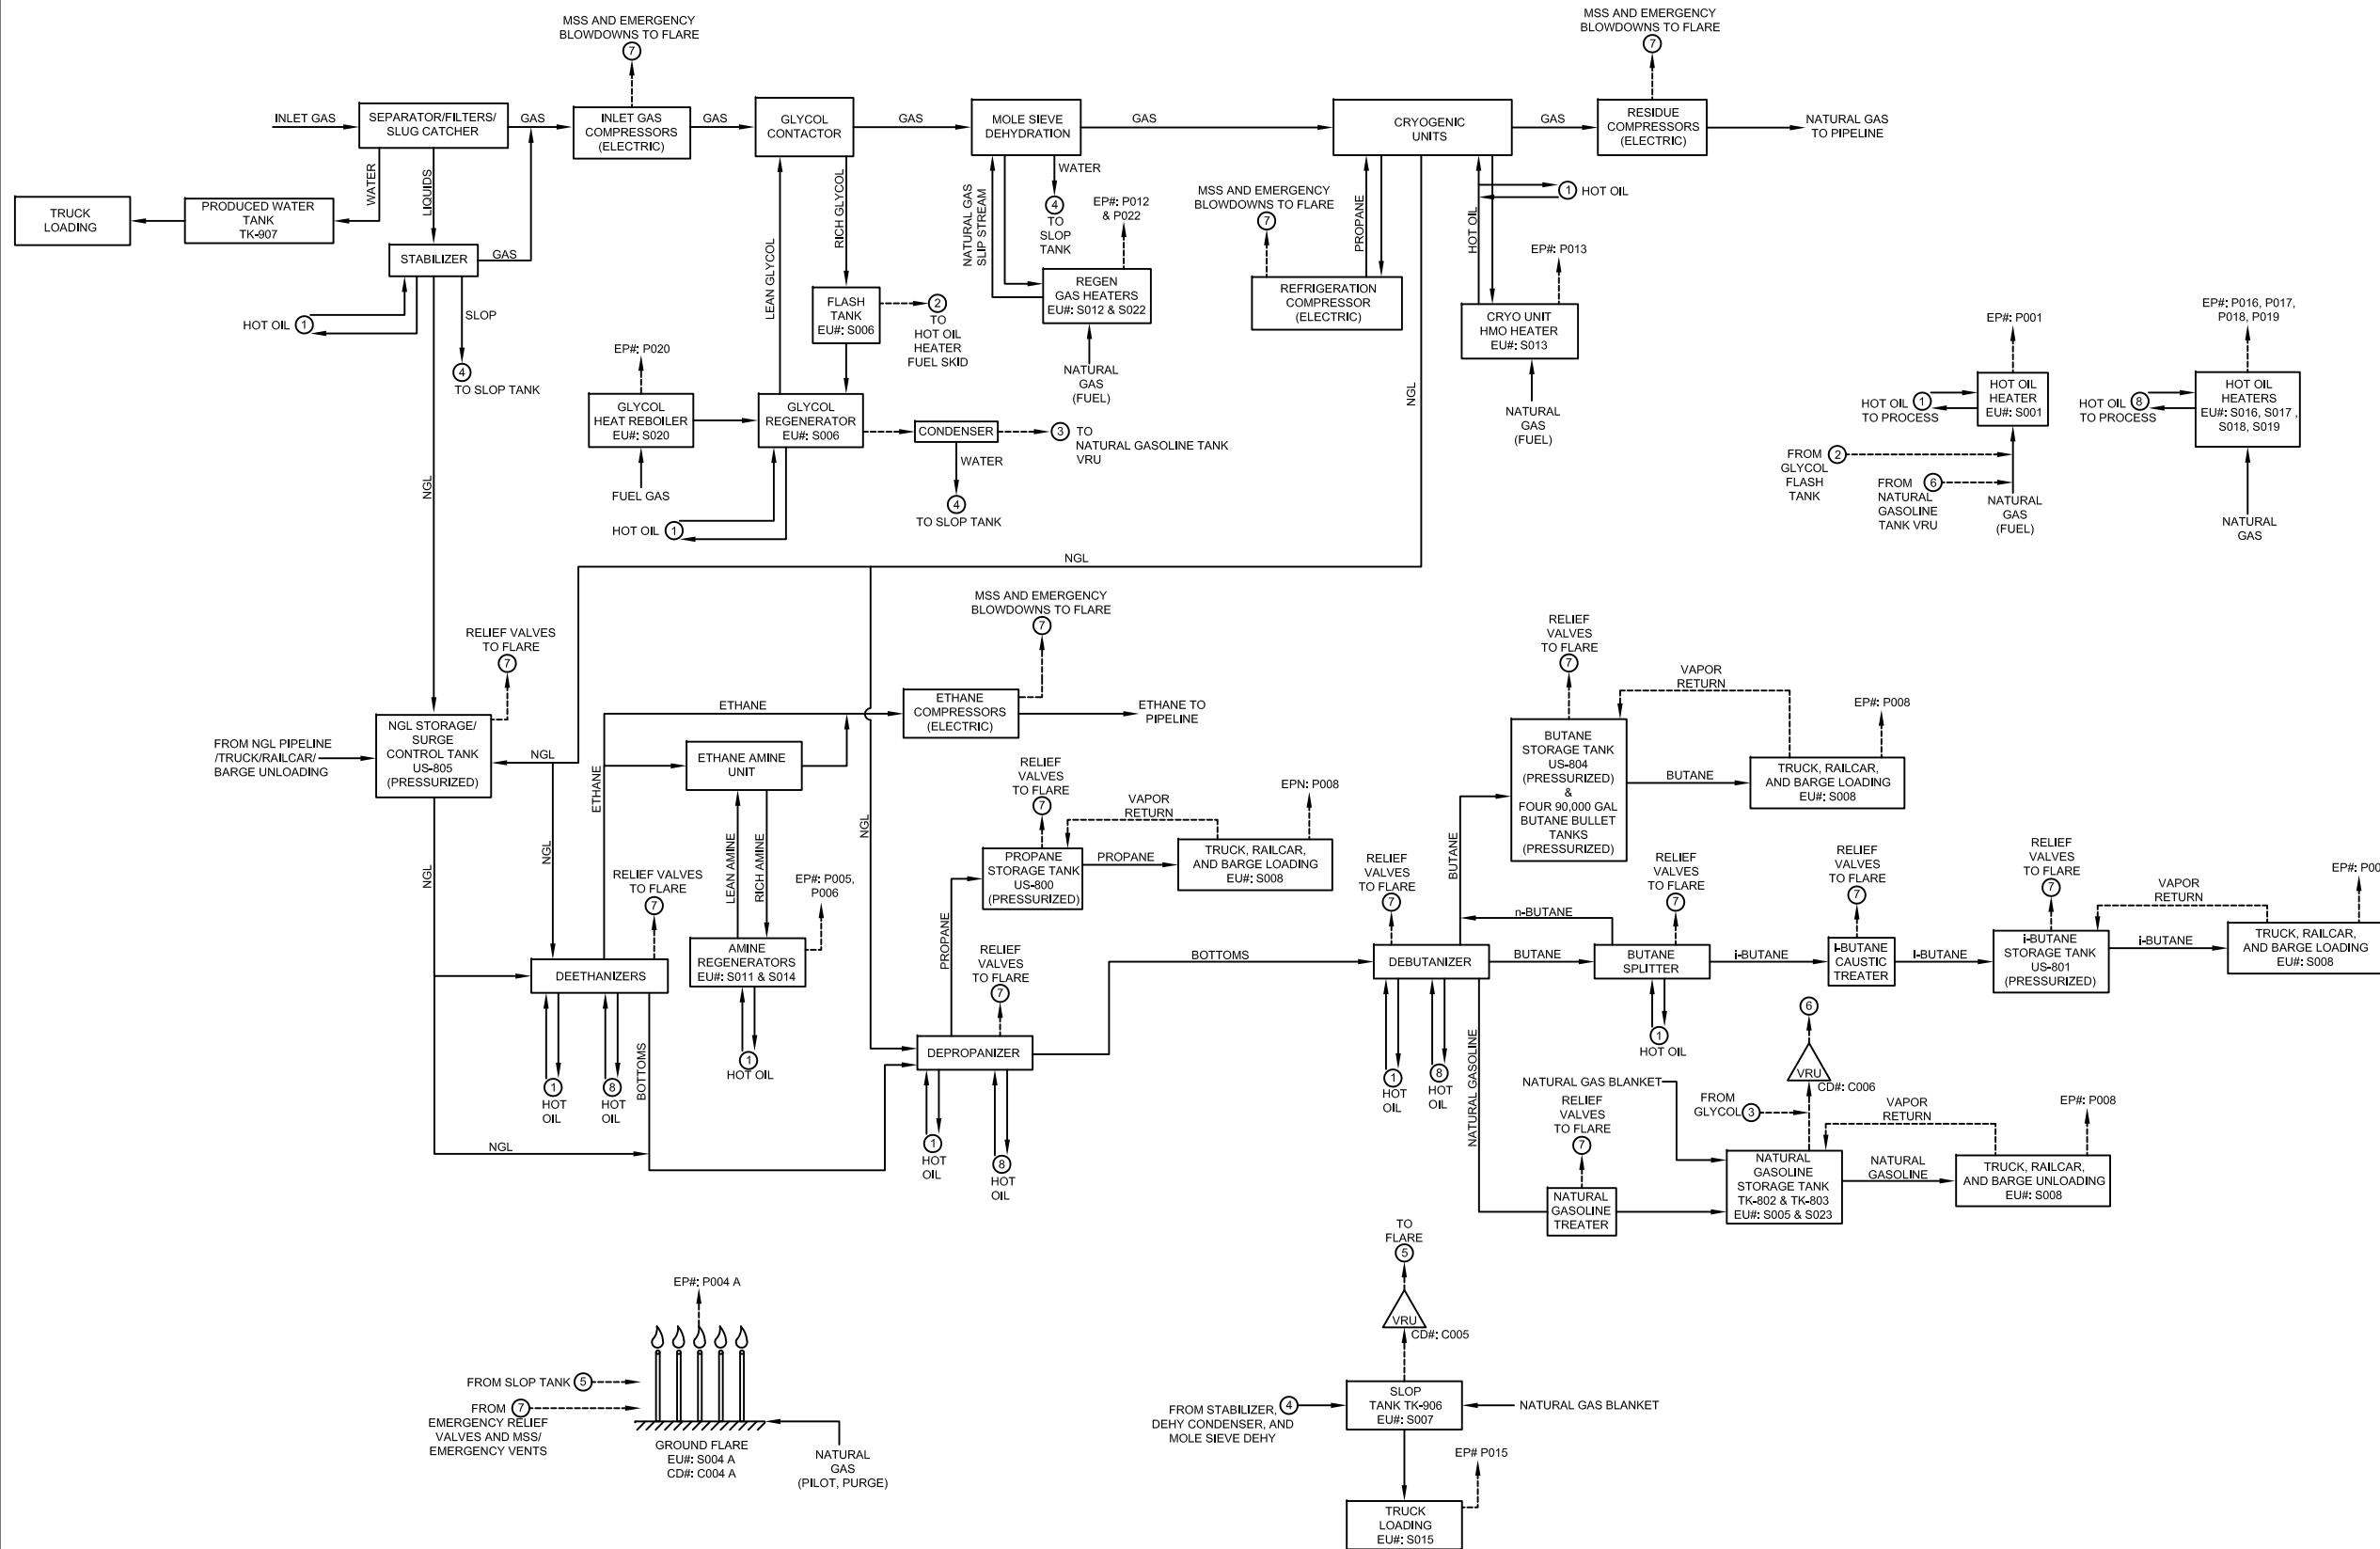 MSS AND EMERGENCY
BLOWDOWNS TO FLARE
7
MSS AND EMERGENCY
BLOWDOWNS TO FLARE
7
INLET GAS
SEPARATOR/FILTERS/
SLUG CATCHER
GAS
INLET GAS
COMPRESSORS
(ELECTRIC)
GAS
GLYCOL
CONTACTOR
GAS
MOLE SIEVE
DEHYDRATION
GAS
CRYOGENIC
UNITS
GAS
RESIDUE
COMPRESSORS
(ELECTRIC)
NATURAL GAS
TO PIPELINE
TRUCK
LOADING
PRODUCED WATER
TANK
TK-907
WATER
LIQUIDS
STABILIZER
GAS
HOT OIL
1
SLOP
4
TO SLOP TANK
LEAN GLYCOL
RICH GLYCOL
FLASH
TANK
EU#: S006
2
TO
HOT OIL
HEATER
FUEL SKID
NATURAL GAS
SLIP STREAM
WATER
4
TO
SLOP
TANK
EP#: P012
& P022
REGEN
GAS HEATERS
EU#: S012 & S022
NATURAL
GAS
(FUEL)
MSS AND EMERGENCY
BLOWDOWNS TO FLARE
7
PROPANE
REFRIGERATION
COMPRESSOR
(ELECTRIC)
HOT OIL
1
HOT OIL
EP#: P013
CRYO UNIT
HMO HEATER
EU#: S013
NATURAL
GAS
(FUEL)
NGL
EP#: P020
GLYCOL
HEAT REBOILER
EU#: S020
FUEL GAS
GLYCOL
REGENERATOR
EU#: S006
CONDENSER
3
TO
NATURAL GASOLINE TANK
VRU
WATER
4
TO SLOP TANK
HOT OIL
1
EP#: P001
HOT OIL
HEATER
EU#: S001
HOT OIL
1
TO PROCESS
FROM
2
GLYCOL
FLASH
TANK
FROM
6
NATURAL
GASOLINE
TANK VRU
NATURAL
GAS
(FUEL)
EP#: P016, P017,
P018, P019
HOT OIL
HEATERS
EU#: S016, S017 ,
S018, S019
HOT OIL
8
TO PROCESS
NATURAL
GAS
NGL
NGL
RELIEF VALVES
TO FLARE
7
FROM NGL PIPELINE
/TRUCK/RAILCAR/
BARGE UNLOADING
NGL STORAGE/
SURGE
CONTROL TANK
US-805
(PRESSURIZED)
NGL
NGL
NGL
NGL
ETHANE
ETHANE
MSS AND EMERGENCY
BLOWDOWNS TO FLARE
7
ETHANE
COMPRESSORS
(ELECTRIC)
ETHANE TO
PIPELINE
ETHANE AMINE
UNIT
LEAN AMINE
RICH AMINE
EP#: P005,
P006
AMINE
REGENERATORS
EU#: S011 & S014
1
HOT OIL
RELIEF VALVES
TO FLARE
7
DEETHANIZERS
1
HOT
OIL
8
HOT
OIL
BOTTOMS
NGL
RELIEF
VALVES
TO FLARE
7
PROPANE
STORAGE TANK
US-800
(PRESSURIZED)
PROPANE
VAPOR
RETURN
PROPANE
EPN: P008
TRUCK, RAILCAR,
AND BARGE LOADING
EU#: S008
RELIEF
VALVES
TO FLARE
7
DEPROPANIZER
1
HOT
OIL
8
HOT
OIL
BOTTOMS
RELIEF
VALVES
TO FLARE
7
DEBUTANIZER
1
HOT
OIL
8
HOT
OIL
BUTANE
n-BUTANE
BUTANE
NATURAL GASOLINE
RELIEF
VALVES
TO FLARE
7
BUTANE
STORAGE TANK
US-804
(PRESSURIZED)
&
FOUR 90,000 GAL
BUTANE BULLET
TANKS
(PRESSURIZED)
VAPOR
RETURN
BUTANE
EP#: P008
TRUCK, RAILCAR,
AND BARGE LOADING
EU#: S008
RELIEF
VALVES
TO FLARE
7
BUTANE
SPLITTER
1
HOT OIL
i-BUTANE
RELIEF
VALVES
TO FLARE
7
I-BUTANE
CAUSTIC
TREATER
I-BUTANE
RELIEF
VALVES
TO FLARE
7
i-BUTANE
STORAGE TANK
US-801
(PRESSURIZED)
VAPOR
RETURN
i-BUTANE
TRUCK, RAILCAR,
AND BARGE LOADING
EU#: S008
NATURAL GAS BLANKET
RELIEF
VALVES
TO FLARE
7
NATURAL
GASOLINE
TREATER
6
VRU
CD#: C006
FROM
GLYCOL
3
NATURAL
GASOLINE
STORAGE TANK
TK-802 & TK-803
EU#: S005 & S023
VAPOR
RETURN
NATURAL
GASOLINE
EP#: P008
TRUCK, RAILCAR,
AND BARGE UNLOADING
EU#: S008
EP#: P004 A
FROM SLOP TANK
5
FROM
7
EMERGENCY RELIEF
VALVES AND MSS/
EMERGENCY VENTS
GROUND FLARE
EU#: S004 A
CD#: C004 A
NATURAL
GAS
(PILOT, PURGE)
TO
FLARE
5
VRU
CD#: C005
FROM STABILIZER,
4
DEHY CONDENSER, AND
MOLE SIEVE DEHY
SLOP
TANK TK-906
EU#: S007
NATURAL GAS BLANKET
EP# P015
TRUCK
LOADING
EU#: S015